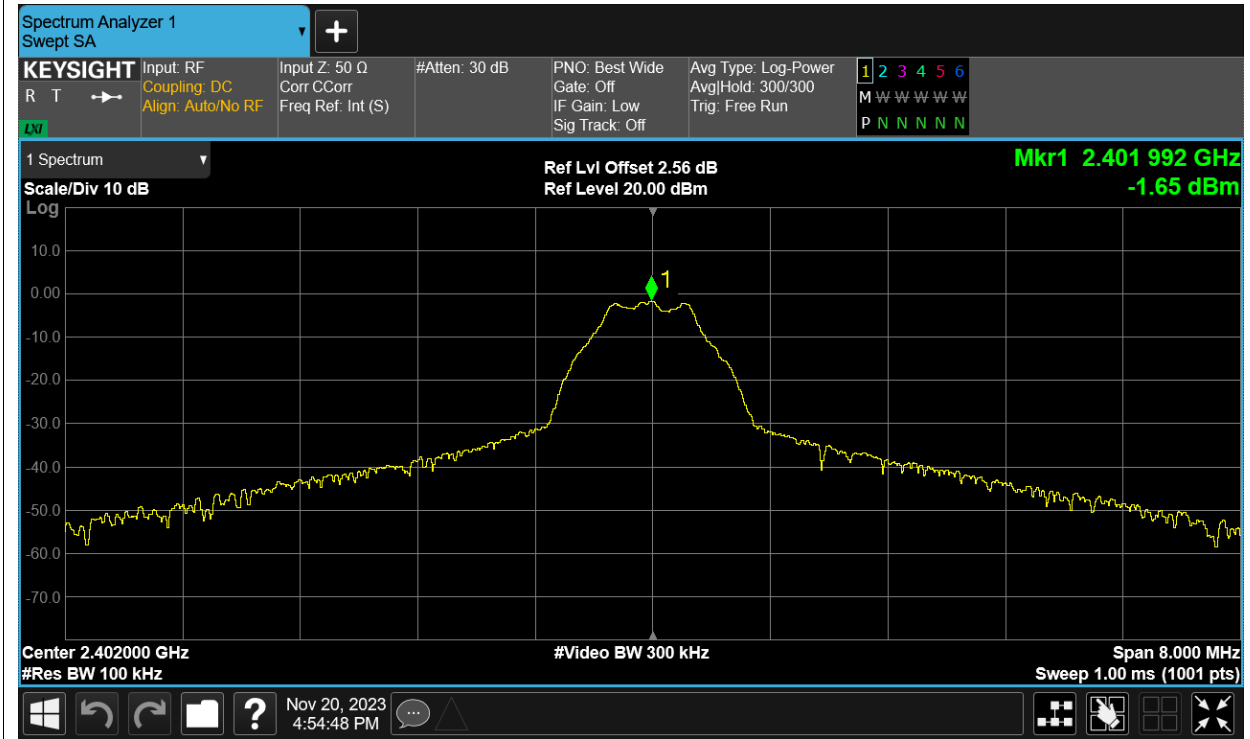 Spectrum Analyzer 1
Swept SA
KEYSIGHT
R T
LXI
Input: RF
Coupling: DC
Align: Auto/No RF
Input Z: 50 Ω
Corr CCorr
Freq Ref: Int (S)
#Atten: 30 dB
PNO: Best Wide
Gate: Off
IF Gain: Low
Sig Track: Off
Avg Type: Log-Power
Avg|Hold: 300/300
Trig: Free Run
1 2 3 4 5 6
M W W W W W
P N N N N N
1 Spectrum
Scale/Div 10 dB
Log
Ref Lvl Offset 2.56 dB
Ref Level 20.00 dBm
Mkr1 2.401 992 GHz
-1.65 dBm
10.0
0.00
-10.0
-20.0
-30.0
-40.0
-50.0
-60.0
-70.0
1
Center 2.402000 GHz
#Res BW 100 kHz
#Video BW 300 kHz
Span 8.000 MHz
Sweep 1.00 ms (1001 pts)
Nov 20, 2023
4:54:48 PM